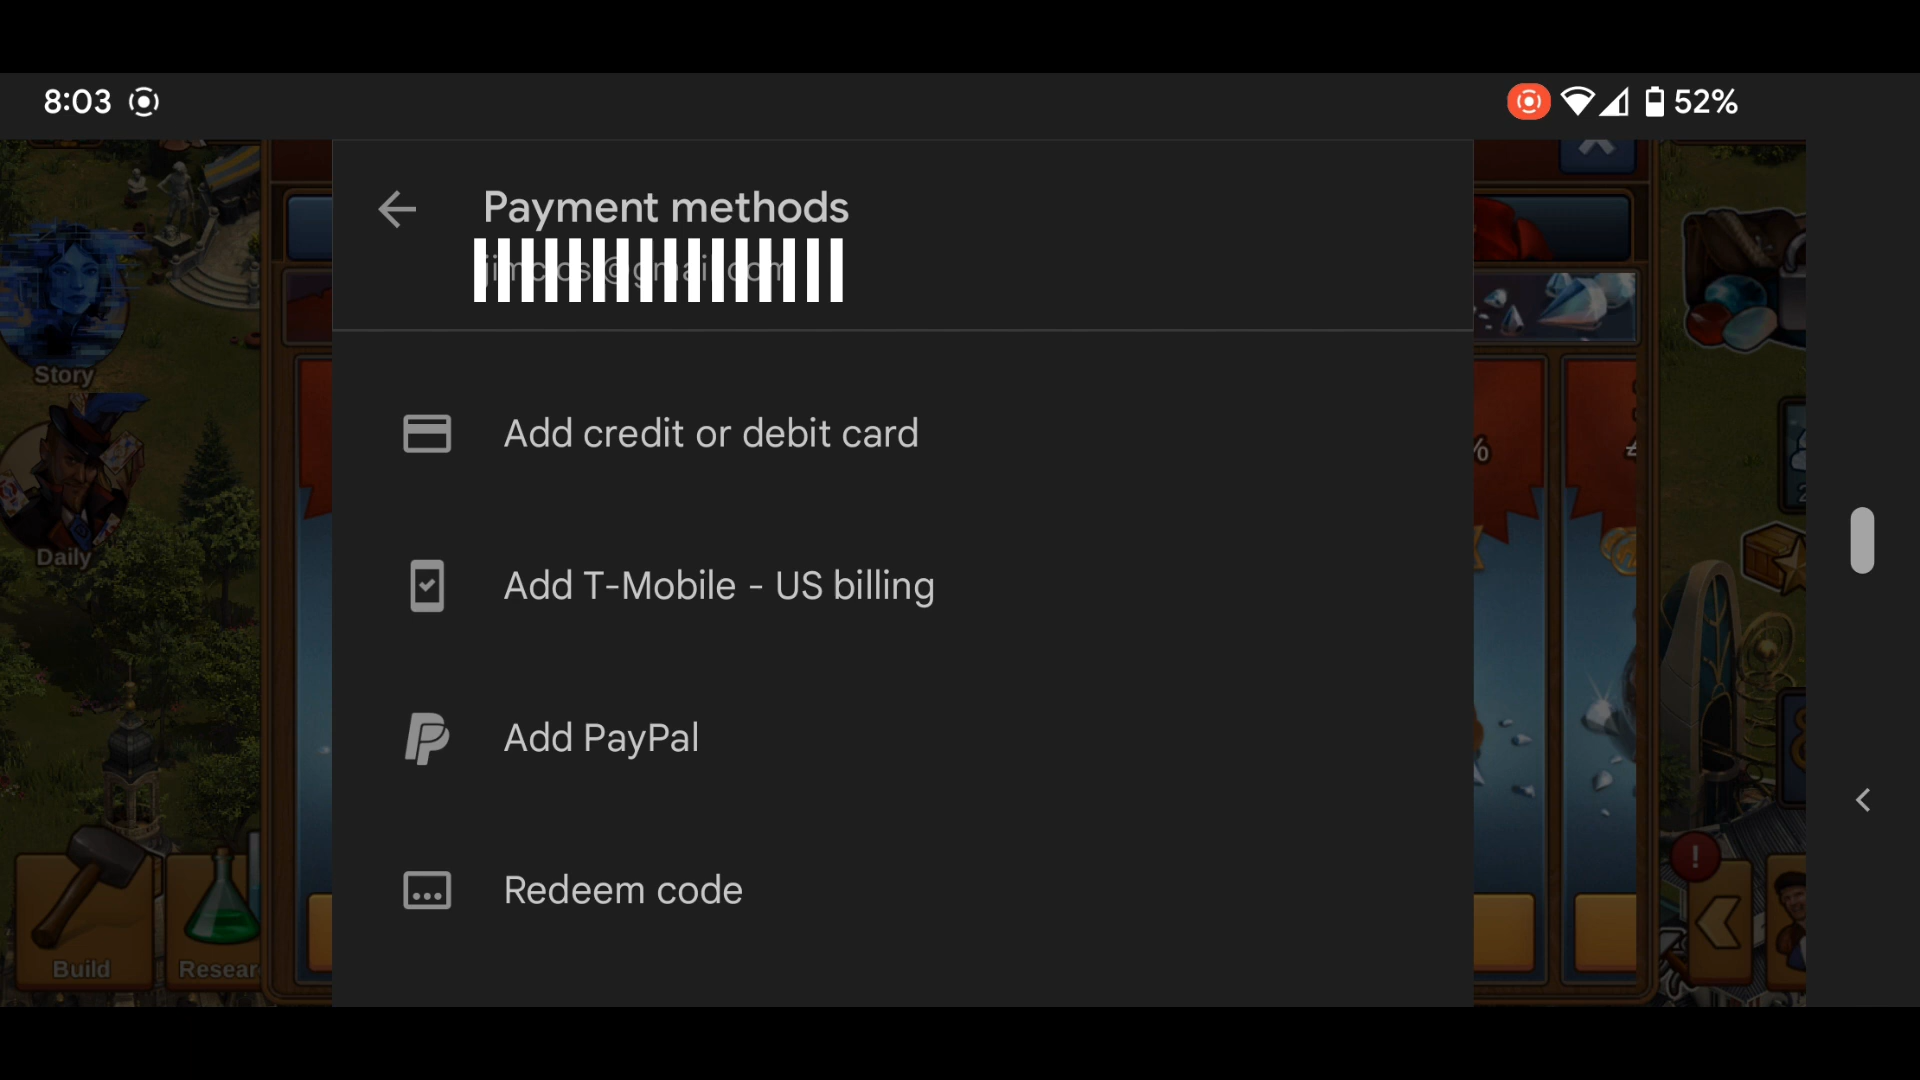 8:03
52%
Payment methods
Add credit or debit card
Add T-Mobile - US billing
Add PayPal
Redeem code
Story
Daily
Build
Resear